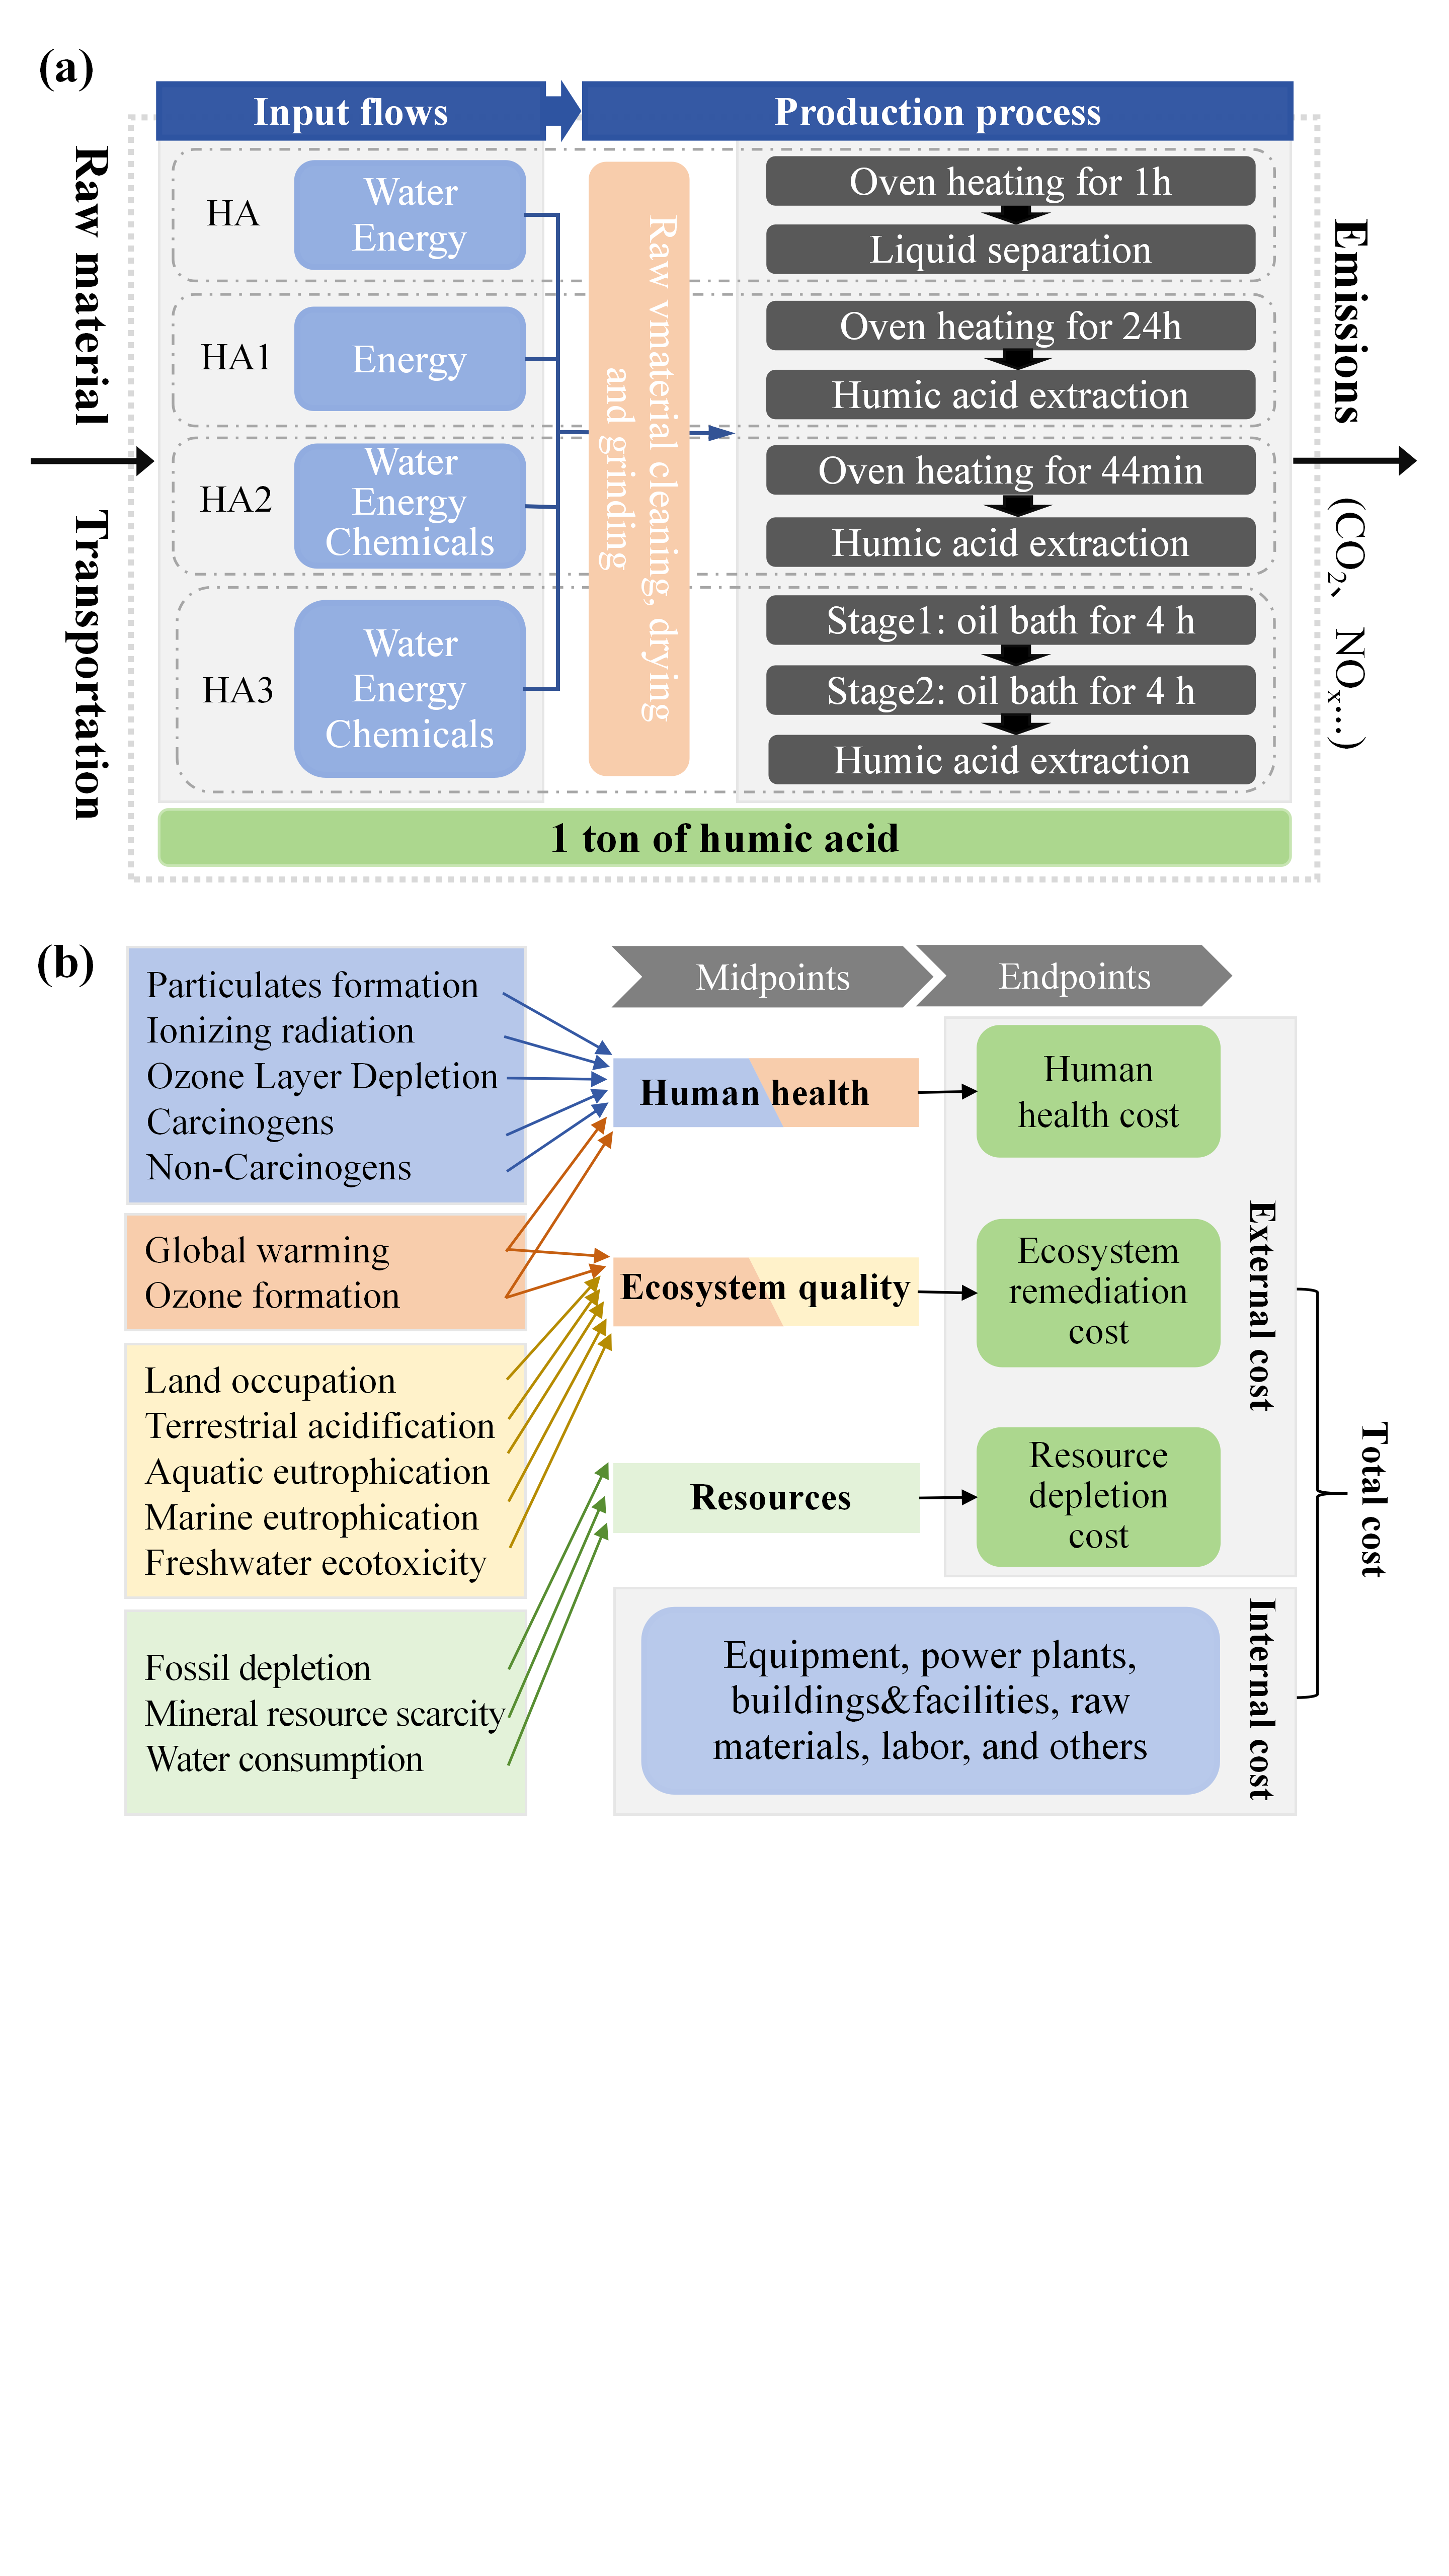 (a)
Input flows
Production process
Raw material
Transportation
HA
Water
Energy
HA1
Energy
HA2
Water
Energy
Chemicals
HA3
Water
Energy
Chemicals
Raw vmaterial cleaning, drying
and grinding
Oven heating for 1h
Liquid separation
Oven heating for 24h
Humic acid extraction
Oven heating for 44min
Humic acid extraction
Stage1: oil bath for 4 h
Stage2: oil bath for 4 h
Humic acid extraction
Emissions
(CO₂、 NOₓ...)
1 ton of humic acid
(b)
Particulates formation
Ionizing radiation
Ozone Layer Depletion
Carcinogens
Non-Carcinogens
Global warming
Ozone formation
Land occupation
Terrestrial acidification
Aquatic eutrophication
Marine eutrophication
Freshwater ecotoxicity
Fossil depletion
Mineral resource scarcity
Water consumption
Midpoints
Endpoints
Human health
Ecosystem quality
Resources
Human
health cost
Ecosystem
remediation
cost
Resource
depletion
cost
External cost
Equipment, power plants,
buildings&facilities, raw
materials, labor, and others
Internal cost
Total cost